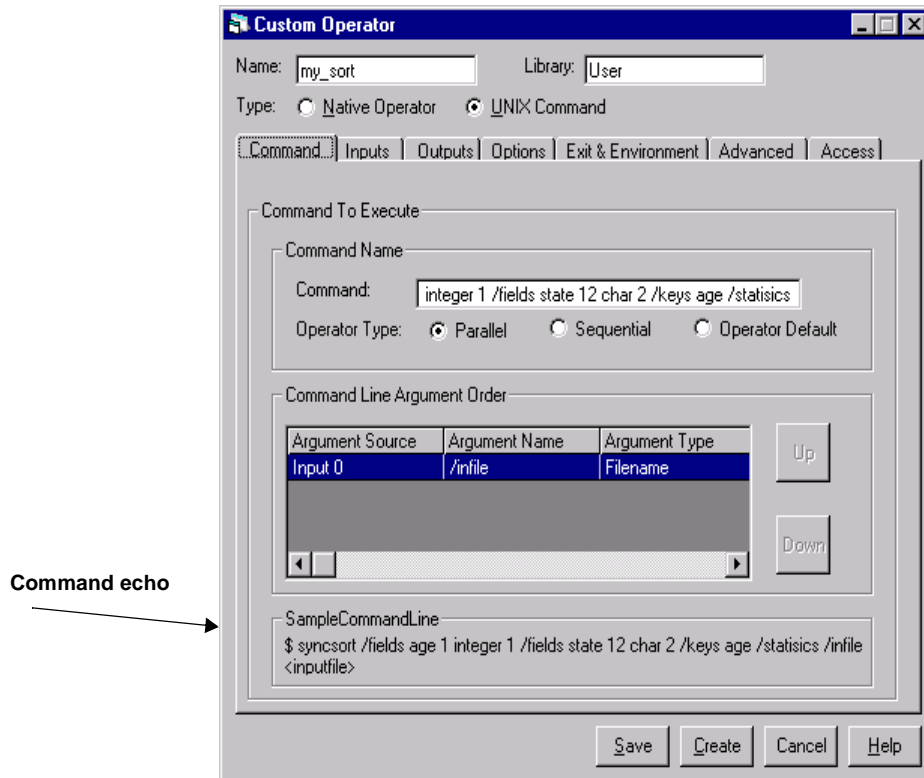 Custom Operator
Name: my_sort Library: User
Type: Native Operator UNIX Command
Command Inputs Outputs Options Exit & Environment Advanced Access
Command To Execute
Command Name
Command: integer 1 /fields state 12 char 2 /keys age /statisics
Operator Type: Parallel Sequential Operator Default
Command Line Argument Order
Argument Source Argument Name Argument Type
Input 0 /infile Filename
Up
Down
Command echo
SampleCommandLine
$ syncsort /fields age 1 integer 1 /fields state 12 char 2 /keys age /statisics /infile
<inputfile>
Save Create Cancel Help